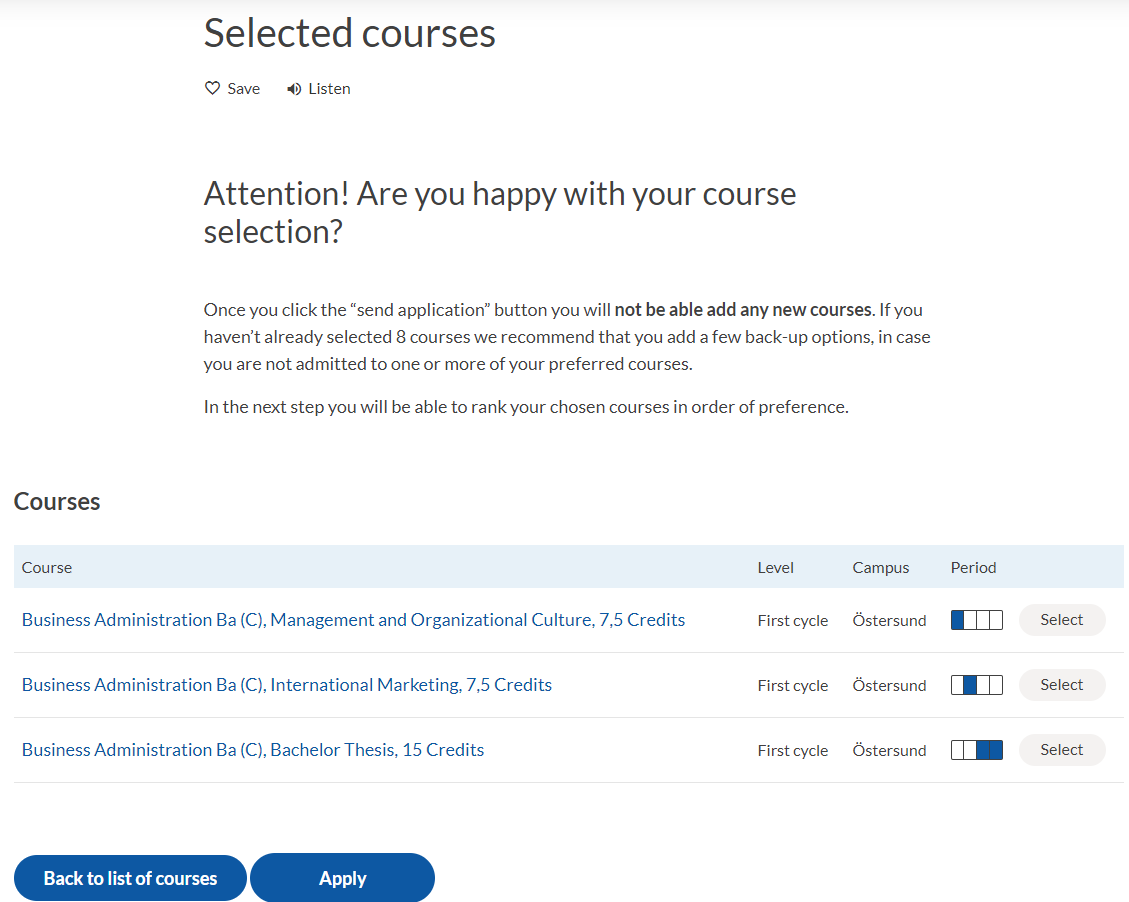 Selected courses
Save Listen
Attention! Are you happy with your course
selection?
Once you click the “send application” button you will not be able add any new courses. If you
haven’t already selected 8 courses we recommend that you add a few back-up options, in case
you are not admitted to one or more of your preferred courses.
In the next step you will be able to rank your chosen courses in order of preference.
Courses
Course Level Campus Period
Business Administration Ba (C), Management and Organizational Culture, 7,5 Credits First cycle Östersund Select
Business Administration Ba (C), International Marketing, 7,5 Credits First cycle Östersund Select
Business Administration Ba (C), Bachelor Thesis, 15 Credits First cycle Östersund Select
Back to list of courses Apply